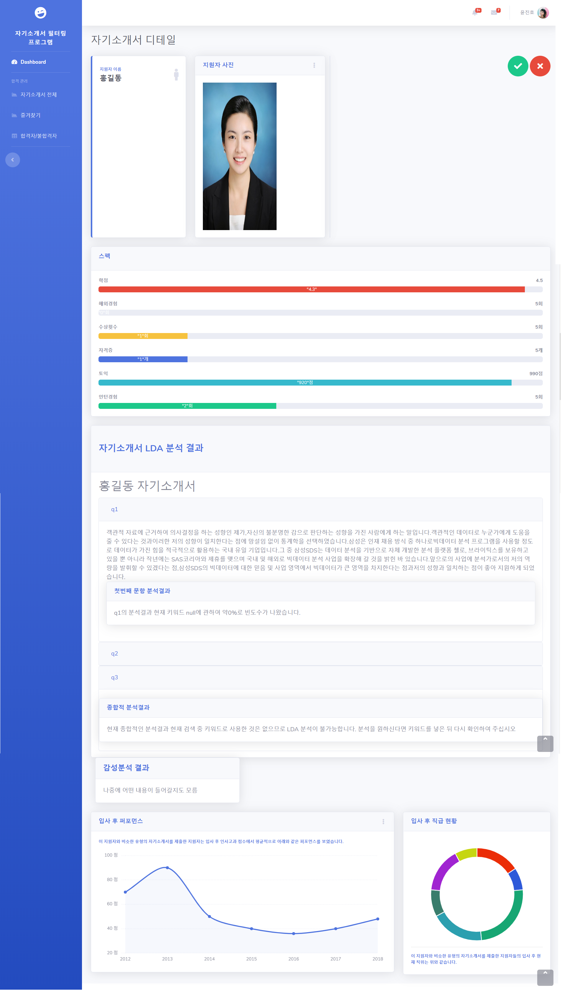 자기소개서 필터링
프로그램
Dashboard
합격 관리
자기소개서 전체
즐겨찾기
합격자/불합격자
3+
7
윤진호
자기소개서 디테일
지원자 이름
홍길동
지원자 사진
스펙
학점 4.5
"4.3"
해외경험 5회
"0"회
수상횟수 5회
"1"회
자격증 5개
"1"개
토익 990점
"920"점
인턴경험 5회
"2"회
자기소개서 LDA 분석 결과
홍길동 자기소개서
q1
객관적 자료에 근거하여 의사결정을 하는 성향인 제가,자신의 불분명한 감으로 판단하는 성향을 가진 사람에게 하는 말입니다.객관적인 데이터로 누군가에게 도움을
줄 수 있다는 것과이러한 저의 성향이 일치한다는 점에 망설임 없이 통계학을 선택하였습니다.삼성은 인재 채용 방식 중 하나로빅데이터 분석 프로그램을 사용할 정도
로 데이터가 가진 힘을 적극적으로 활용하는 국내 유일 기업입니다.그 중 삼성SDS는 데이터 분석을 기반으로 자체 개발한 분석 플랫폼 첼로, 브라이틱스를 보유하고
있을 뿐 아니라 작년에는 SAS코리아와 제휴를 맺으며 국내 및 해외로 빅데이터 분석 사업을 확장해 갈 것을 밝힌 바 있습니다.앞으로의 사업에 분석가로서의 저의 역
량을 발휘할 수 있겠다는 점,삼성SDS의 빅데이터에 대한 믿음 및 사업 영역에서 빅데이터가 큰 영역을 차지한다는 점과저의 성향과 일치하는 점이 좋아 지원하게 되었
습니다.
첫번째 문항 분석결과
q1의 분석결과 현재 키워드 null에 관하여 약0%로 빈도수가 나왔습니다.
q2
q3
종합적 분석결과
현재 종합적인 분석결과 현재 검색 중 키워드로 사용한 것은 없으므로 LDA 분석이 불가능합니다. 분석을 원하신다면 키워드를 넣은 뒤 다시 확인하여 주십시오
감성분석 결과
나중에 어떤 내용이 들어갈지도 모름
입사 후 퍼포먼스
이 지원자와 비슷한 유형의 자기소개서를 제출한 지원자는 입사 후 인사고과 점수에서 평균적으로 아래와 같은 퍼포먼스를 보였습니다.
100 점
80 점
60 점
40 점
20 점
2012 2013 2014 2015 2016 2017 2018
입사 후 직급 현황
이 지원자와 비슷한 유형의 자기소개서를 제출한 지원자들의 입사 후 현
재 직위는 위와 같습니다.